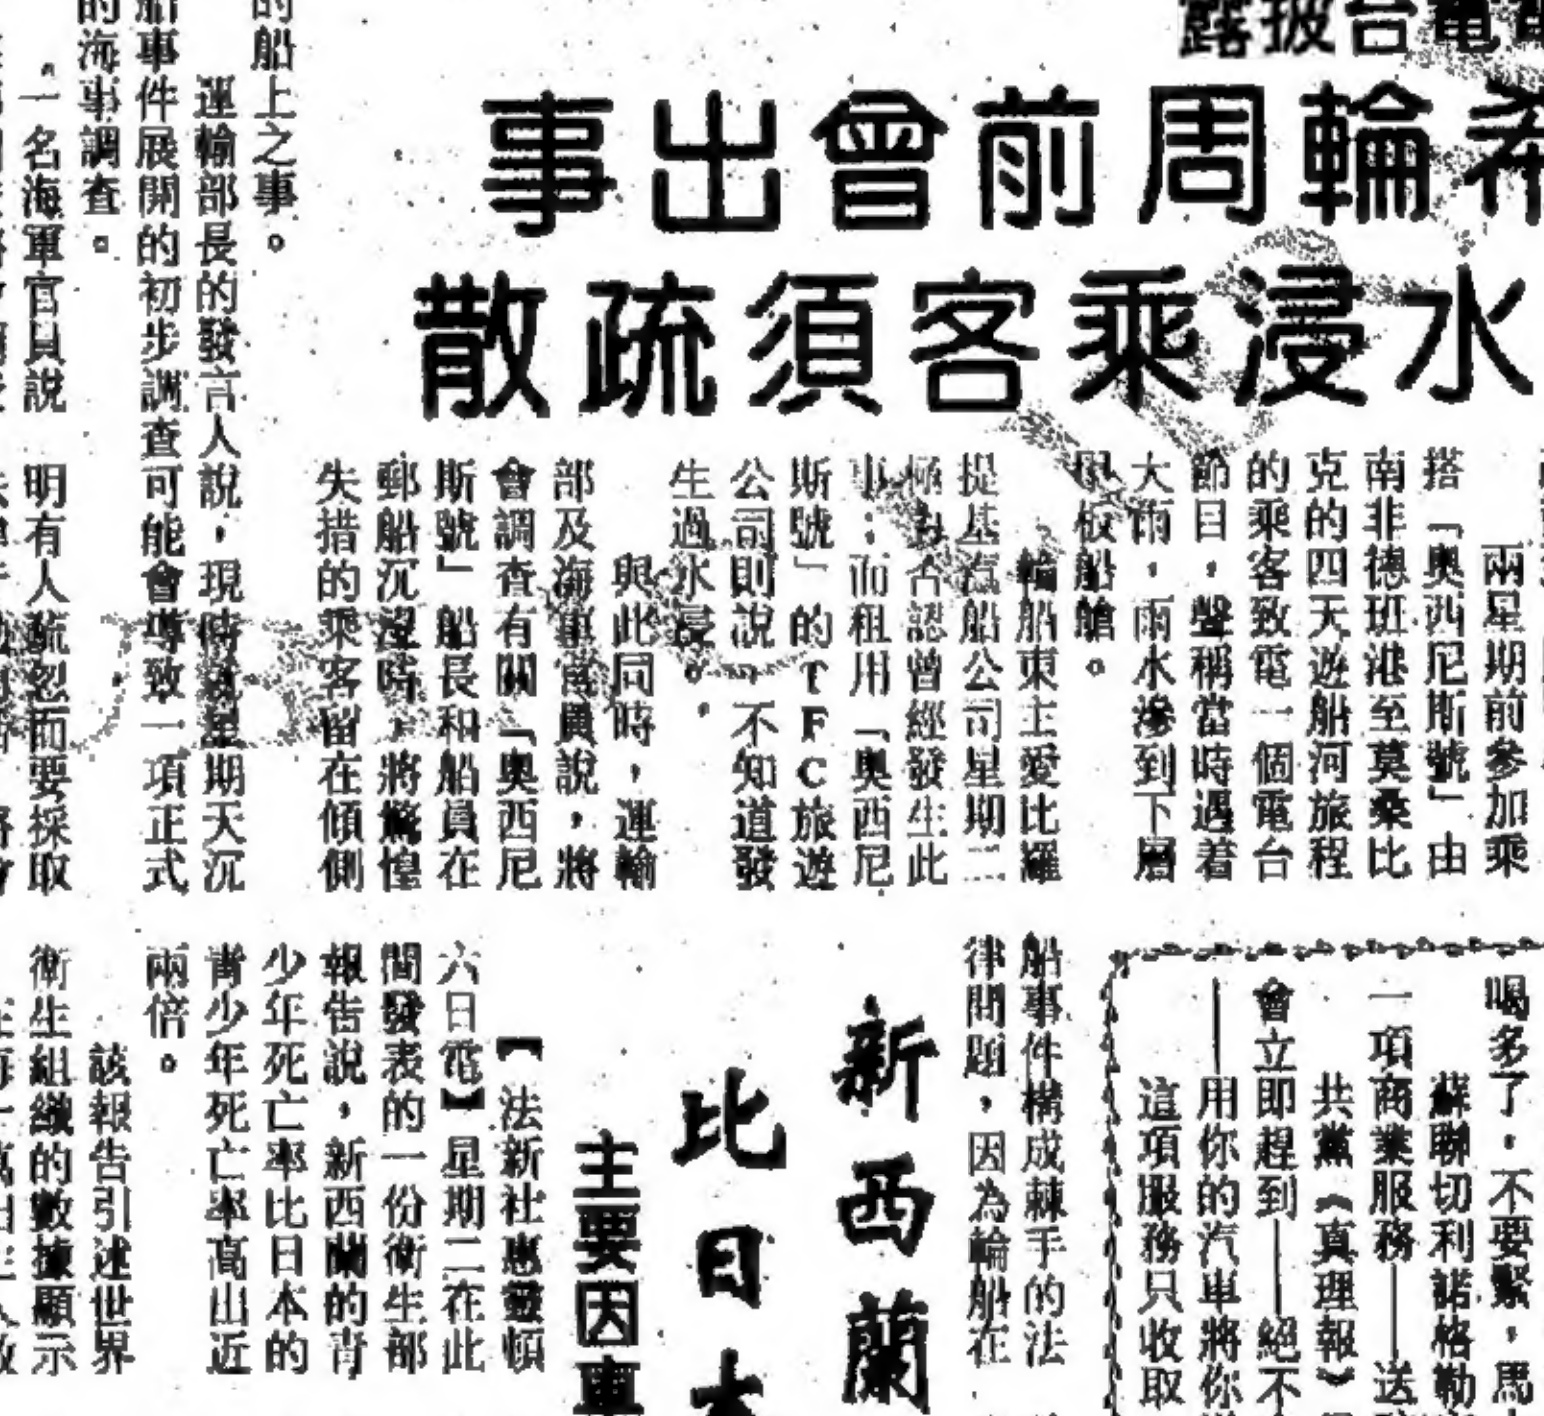 電台披露
希輪周前曾出事
水浸乘客須疏散
兩星期前參加乘
搭「奧西尼斯號」由
南非德班港至莫桑比
克的四天遊船河旅程
的乘客致電一個電台
節目，聲稱當時遇着
大雨，雨水滲到下層
甲板船艙。
輪船東主愛比羅
提基汽船公司星期二
極力否認曾經發生此
事；而租用「奧西尼
斯號」的TFC旅遊
公司則說，不知道發
生過水浸。
與此同時，運輸
部及海軍官員說，將
會調查有關「奧西尼
斯號」船長和船員在
郵船沉沒時，將驚惶
失措的乘客留在傾側
的船上之事。
運輸部長的發言人說，現時就星期天沉
船事件展開的初步調查可能會導致一項正式
的海事調查。
一名海軍官員說
明有人疏忽而要採取
船事件構成棘手的法
律問題，因為輪船在
喝多了，不要緊，馬
蘇聯切利諾格勒
一項商業服務——送
共黨《真理報》
會立即趕到——絕不
——用你的汽車將你
這項服務只收取
新西蘭
比日本
主要因車
【法新社惠靈頓
六日電】星期二在此
間發表的一份衛生部
報告說，新西蘭的青
少年死亡率比日本的
青少年死亡率高出近
兩倍。
該報告引述世界
衛生組織的數據顯示